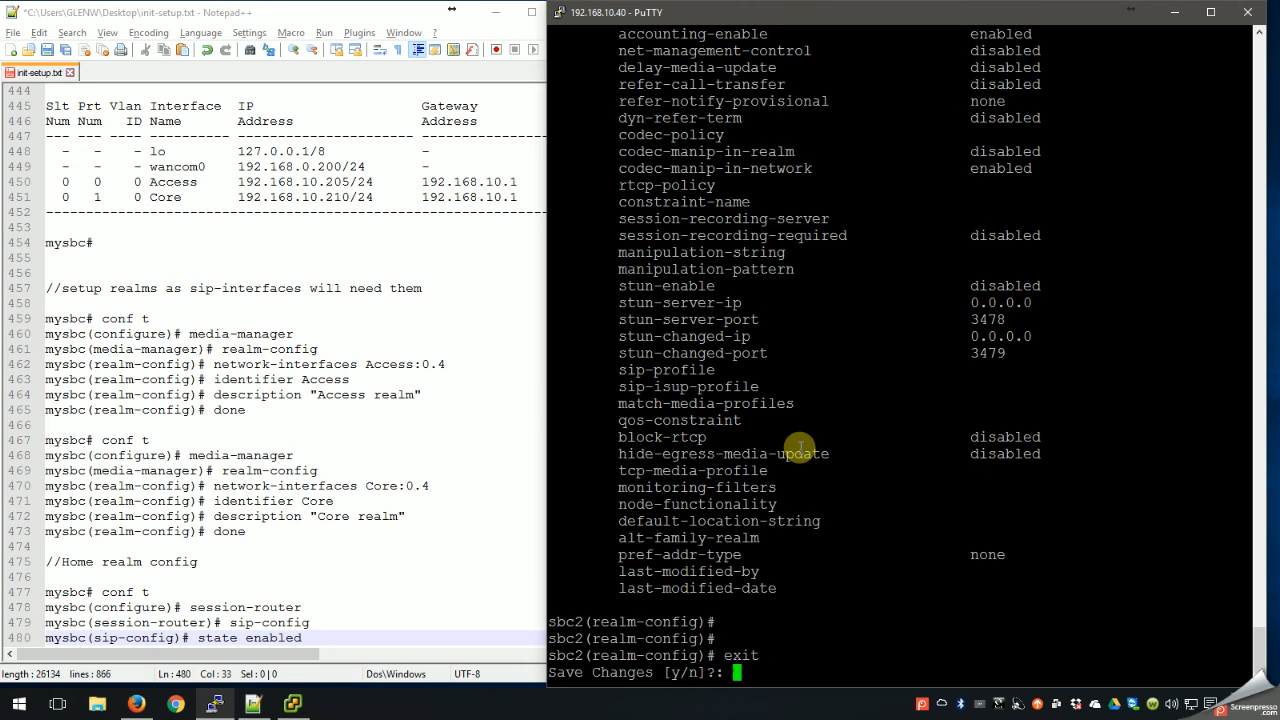 *C:\Users\GLENW\Desktop\init-setup.txt - Notepad++
File Edit Search View Encoding Language Settings Macro Run Plugins Window ?
init-setup.txt
444
445 Slt Prt Vlan Interface IP Gateway
446 Num Num ID Name Address Address
447 --- --- ---- ----------- ------------------ ---------------
448 - - - lo 127.0.0.1/8 -
449 - - - wancom0 192.168.0.200/24 -
450 0 0 0 Access 192.168.10.205/24 192.168.10.1
451 0 1 0 Core 192.168.10.210/24 192.168.10.1
452 ------------------------------------------------------------------
453
454 mysbc#
455
456
457 //setup realms as sip-interfaces will need them
458
459 mysbc# conf t
460 mysbc(configure)# media-manager
461 mysbc(media-manager)# realm-config
462 mysbc(realm-config)# network-interfaces Access:0.4
463 mysbc(realm-config)# identifier Access
464 mysbc(realm-config)# description "Access realm"
465 mysbc(realm-config)# done
466
467 mysbc# conf t
468 mysbc(configure)# media-manager
469 mysbc(media-manager)# realm-config
470 mysbc(realm-config)# network-interfaces Core:0.4
471 mysbc(realm-config)# identifier Core
472 mysbc(realm-config)# description "Core realm"
473 mysbc(realm-config)# done
474
475 //Home realm config
476
477 mysbc# conf t
478 mysbc(configure)# session-router
479 mysbc(session-router)# sip-config
480 mysbc(sip-config)# state enabled
length : 26134 lines : 866 Ln : 480 Col : 33 Sel : 0 | 0 Dos\Windows UTF-8
192.168.10.40 - PuTTY
accounting-enable enabled
net-management-control disabled
delay-media-update disabled
refer-call-transfer disabled
refer-notify-provisional none
dyn-refer-term disabled
codec-policy
codec-manip-in-realm disabled
codec-manip-in-network enabled
rtcp-policy
constraint-name
session-recording-server
session-recording-required disabled
manipulation-string
manipulation-pattern
stun-enable disabled
stun-server-ip 0.0.0.0
stun-server-port 3478
stun-changed-ip 0.0.0.0
stun-changed-port 3479
sip-profile
sip-isup-profile
match-media-profiles
qos-constraint
block-rtcp disabled
hide-egress-media-update disabled
tcp-media-profile
monitoring-filters
node-functionality
default-location-string
alt-family-realm
pref-addr-type none
last-modified-by
last-modified-date
sbc2(realm-config)#
sbc2(realm-config)#
sbc2(realm-config)# exit
Save Changes [y/n]?:
Screenpresso
.com